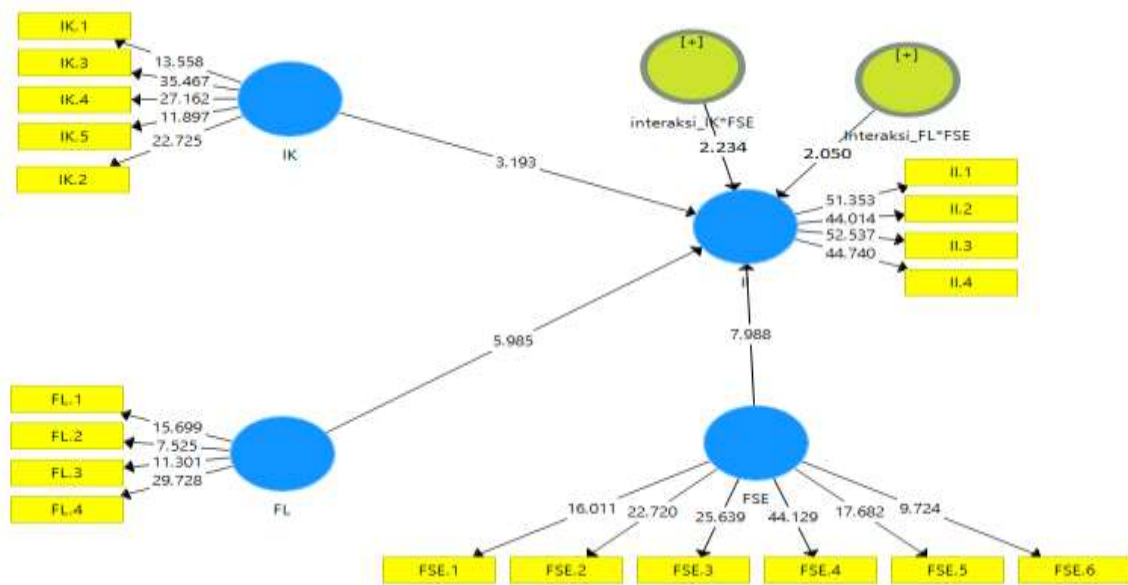 IK.1
IK.3
IK.4
IK.5
IK.2
13.558
35.467
27.162
11.897
22.725
IK
[+]
interaksi_IK*FSE
2.234
[+]
Interaksi_FL*FSE
2.050
3.193
II.1
II.2
II.3
II.4
51.353
44.014
52.537
44.740
II
5.985
7.988
FL.1
FL.2
FL.3
FL.4
15.699
7.525
11.301
29.728
FL
FSE
16.011
22.720
25.639
44.129
17.682
9.724
FSE.1
FSE.2
FSE.3
FSE.4
FSE.5
FSE.6